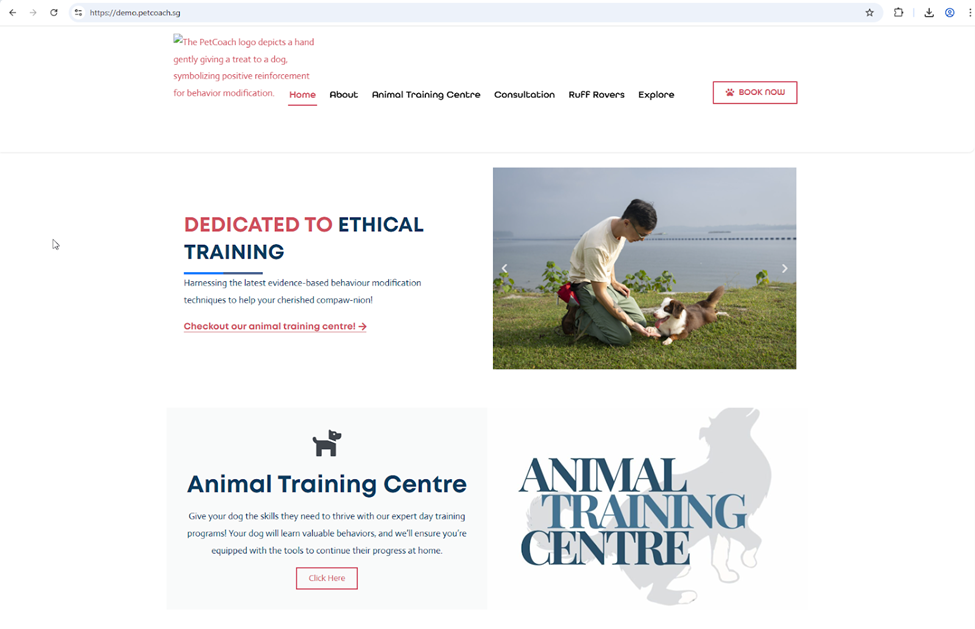 https://demo.petcoach.sg
The PetCoach logo depicts a hand
gently giving a treat to a dog,
symbolizing positive reinforcement
for behavior modification.
Home About Animal Training Centre Consultation Ruff Rovers Explore BOOK NOW
DEDICATED TO ETHICAL
TRAINING
Harnessing the latest evidence-based behaviour modification
techniques to help your cherished compaw-nion!
Checkout our animal training centre! →
Animal Training Centre
Give your dog the skills they need to thrive with our expert day training
programs! Your dog will learn valuable behaviors, and we'll ensure you're
equipped with the tools to continue their progress at home.
Click Here
ANIMAL
TRAINING
CENTRE